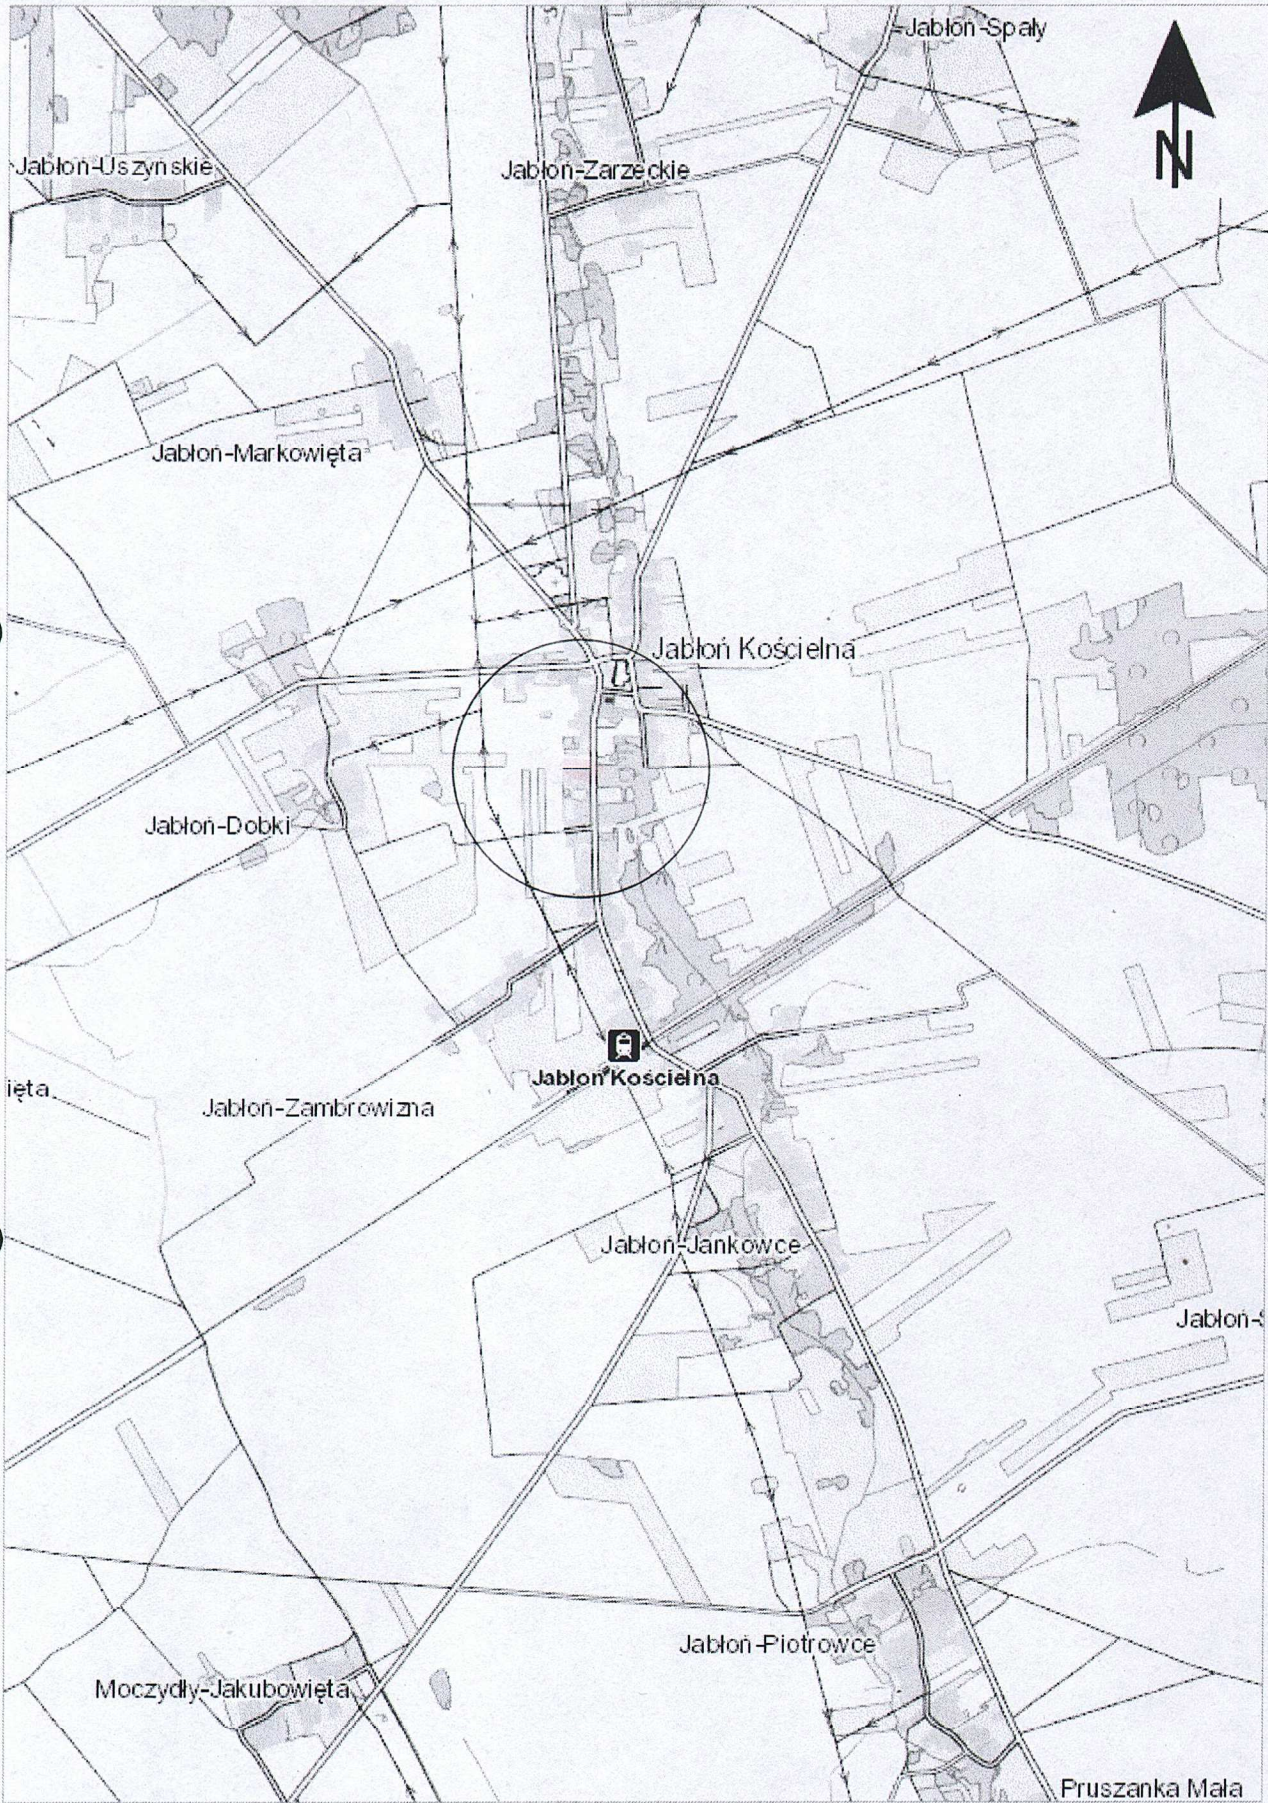 Jabłoń-Spały
N
Jabłoń-Uszyńskie
Jabłoń-Zarzeckie
Jabłoń-Markowięta
Jabłoń Kościelna
Jabłoń-Dobki
Jabłoń Kościelna
ięta
Jabłoń-Zambrowizna
Jabłoń-Jankowce
Jabłoń-Ś
Jabłoń-Piotrowce
Moczydły-Jakubowięta
Pruszanka Mała